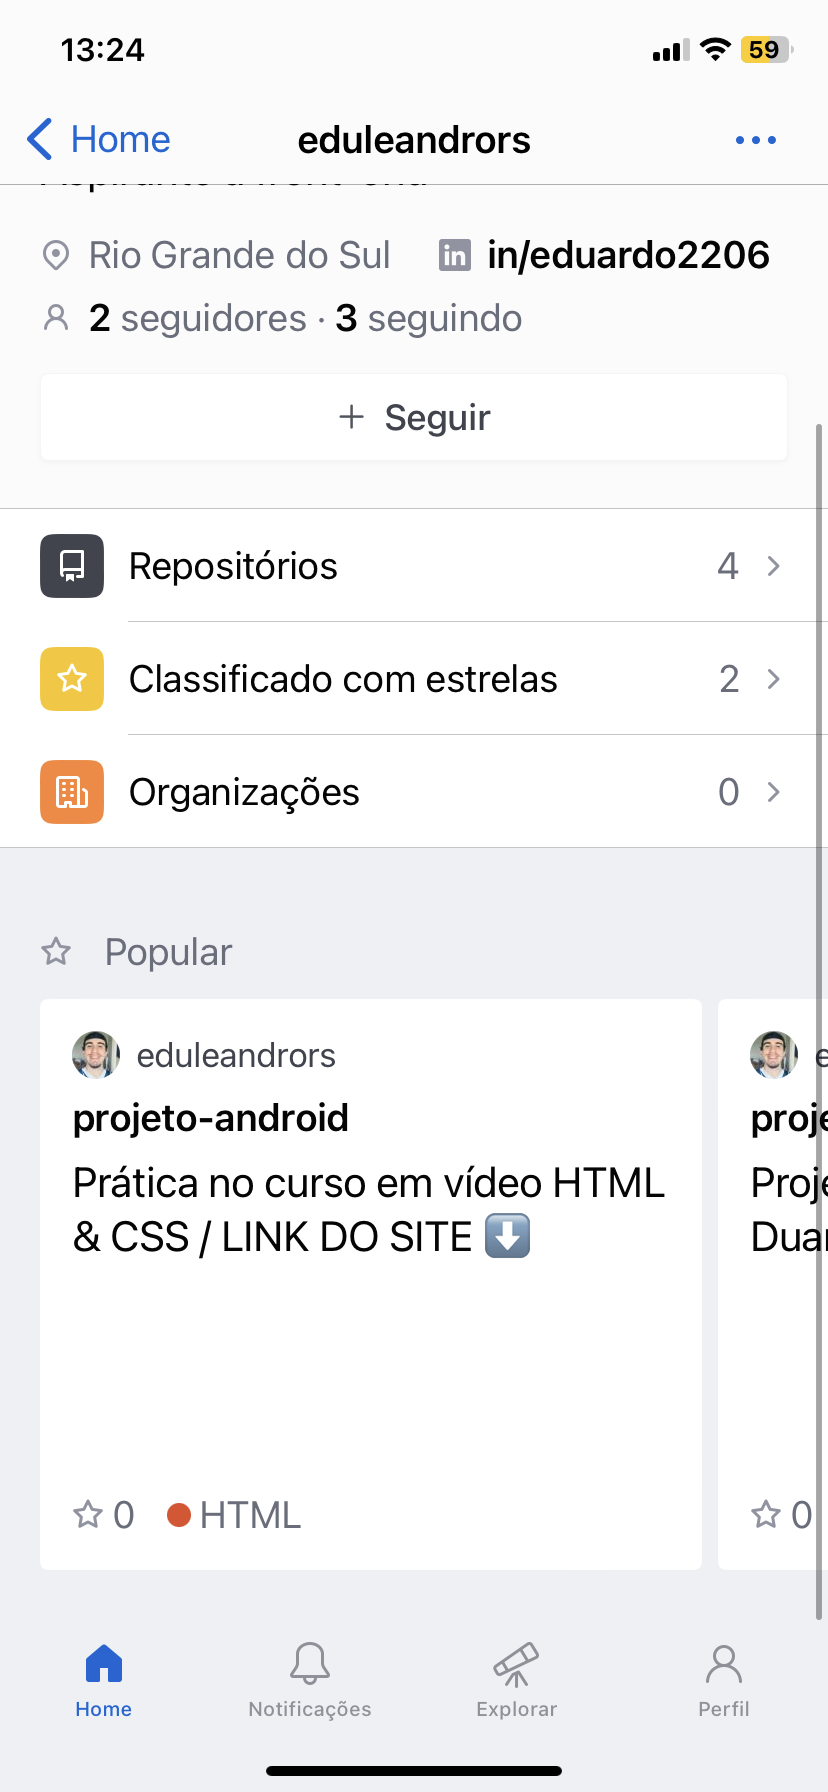 13:24
59
Home
eduleandrors
Rio Grande do Sul
in/eduardo2206
2 seguidores · 3 seguindo
+ Seguir
Repositórios 4
Classificado com estrelas 2
Organizações 0
Popular
eduleandrors
projeto-android
Prática no curso em vídeo HTML
& CSS / LINK DO SITE ⬇️
0 HTML
0
Home
Notificações
Explorar
Perfil